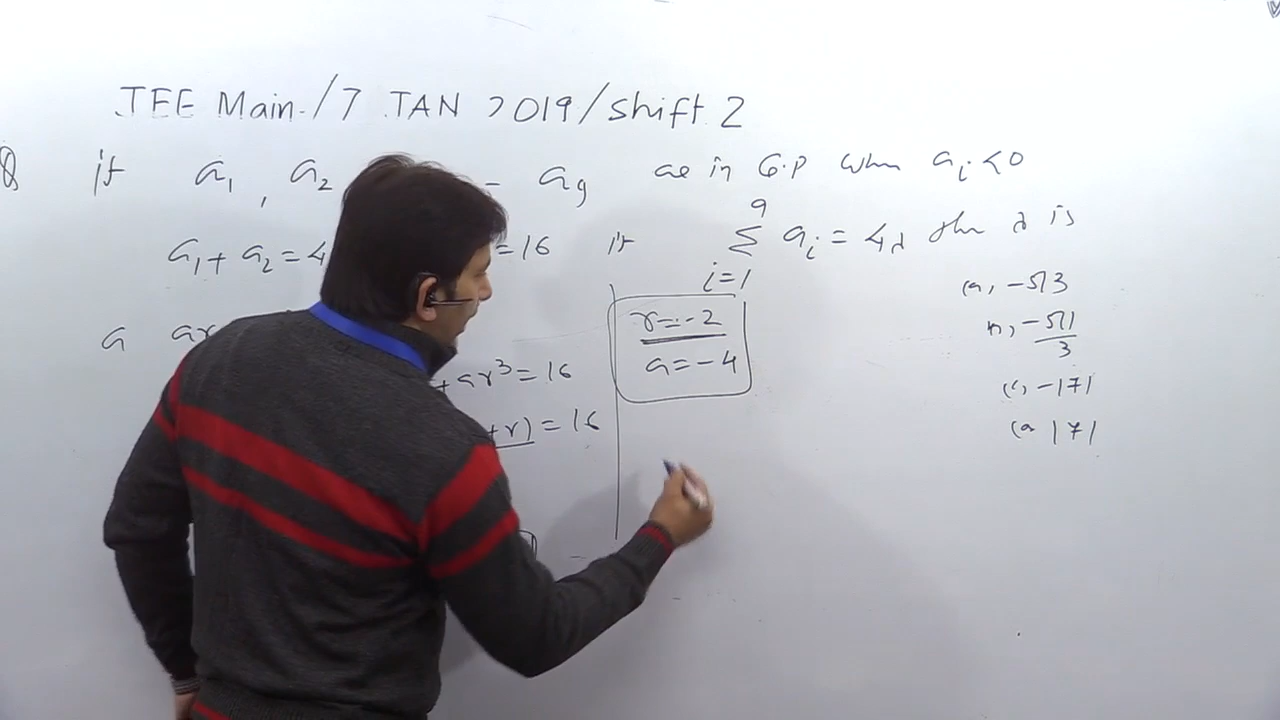 JEE Main./7 JAN 2019/Shift 2
Q if a₁, a₂ - a₉ are in G.P when aᵢ<0
a₁+a₂=4 =16 if
9
Σ aᵢ=4λ then λ is
i=1
a ar
+ar³=16
+r)=16
r=-2
a=-4
(a, -513
b, -511/3
(c, -171
(d 171